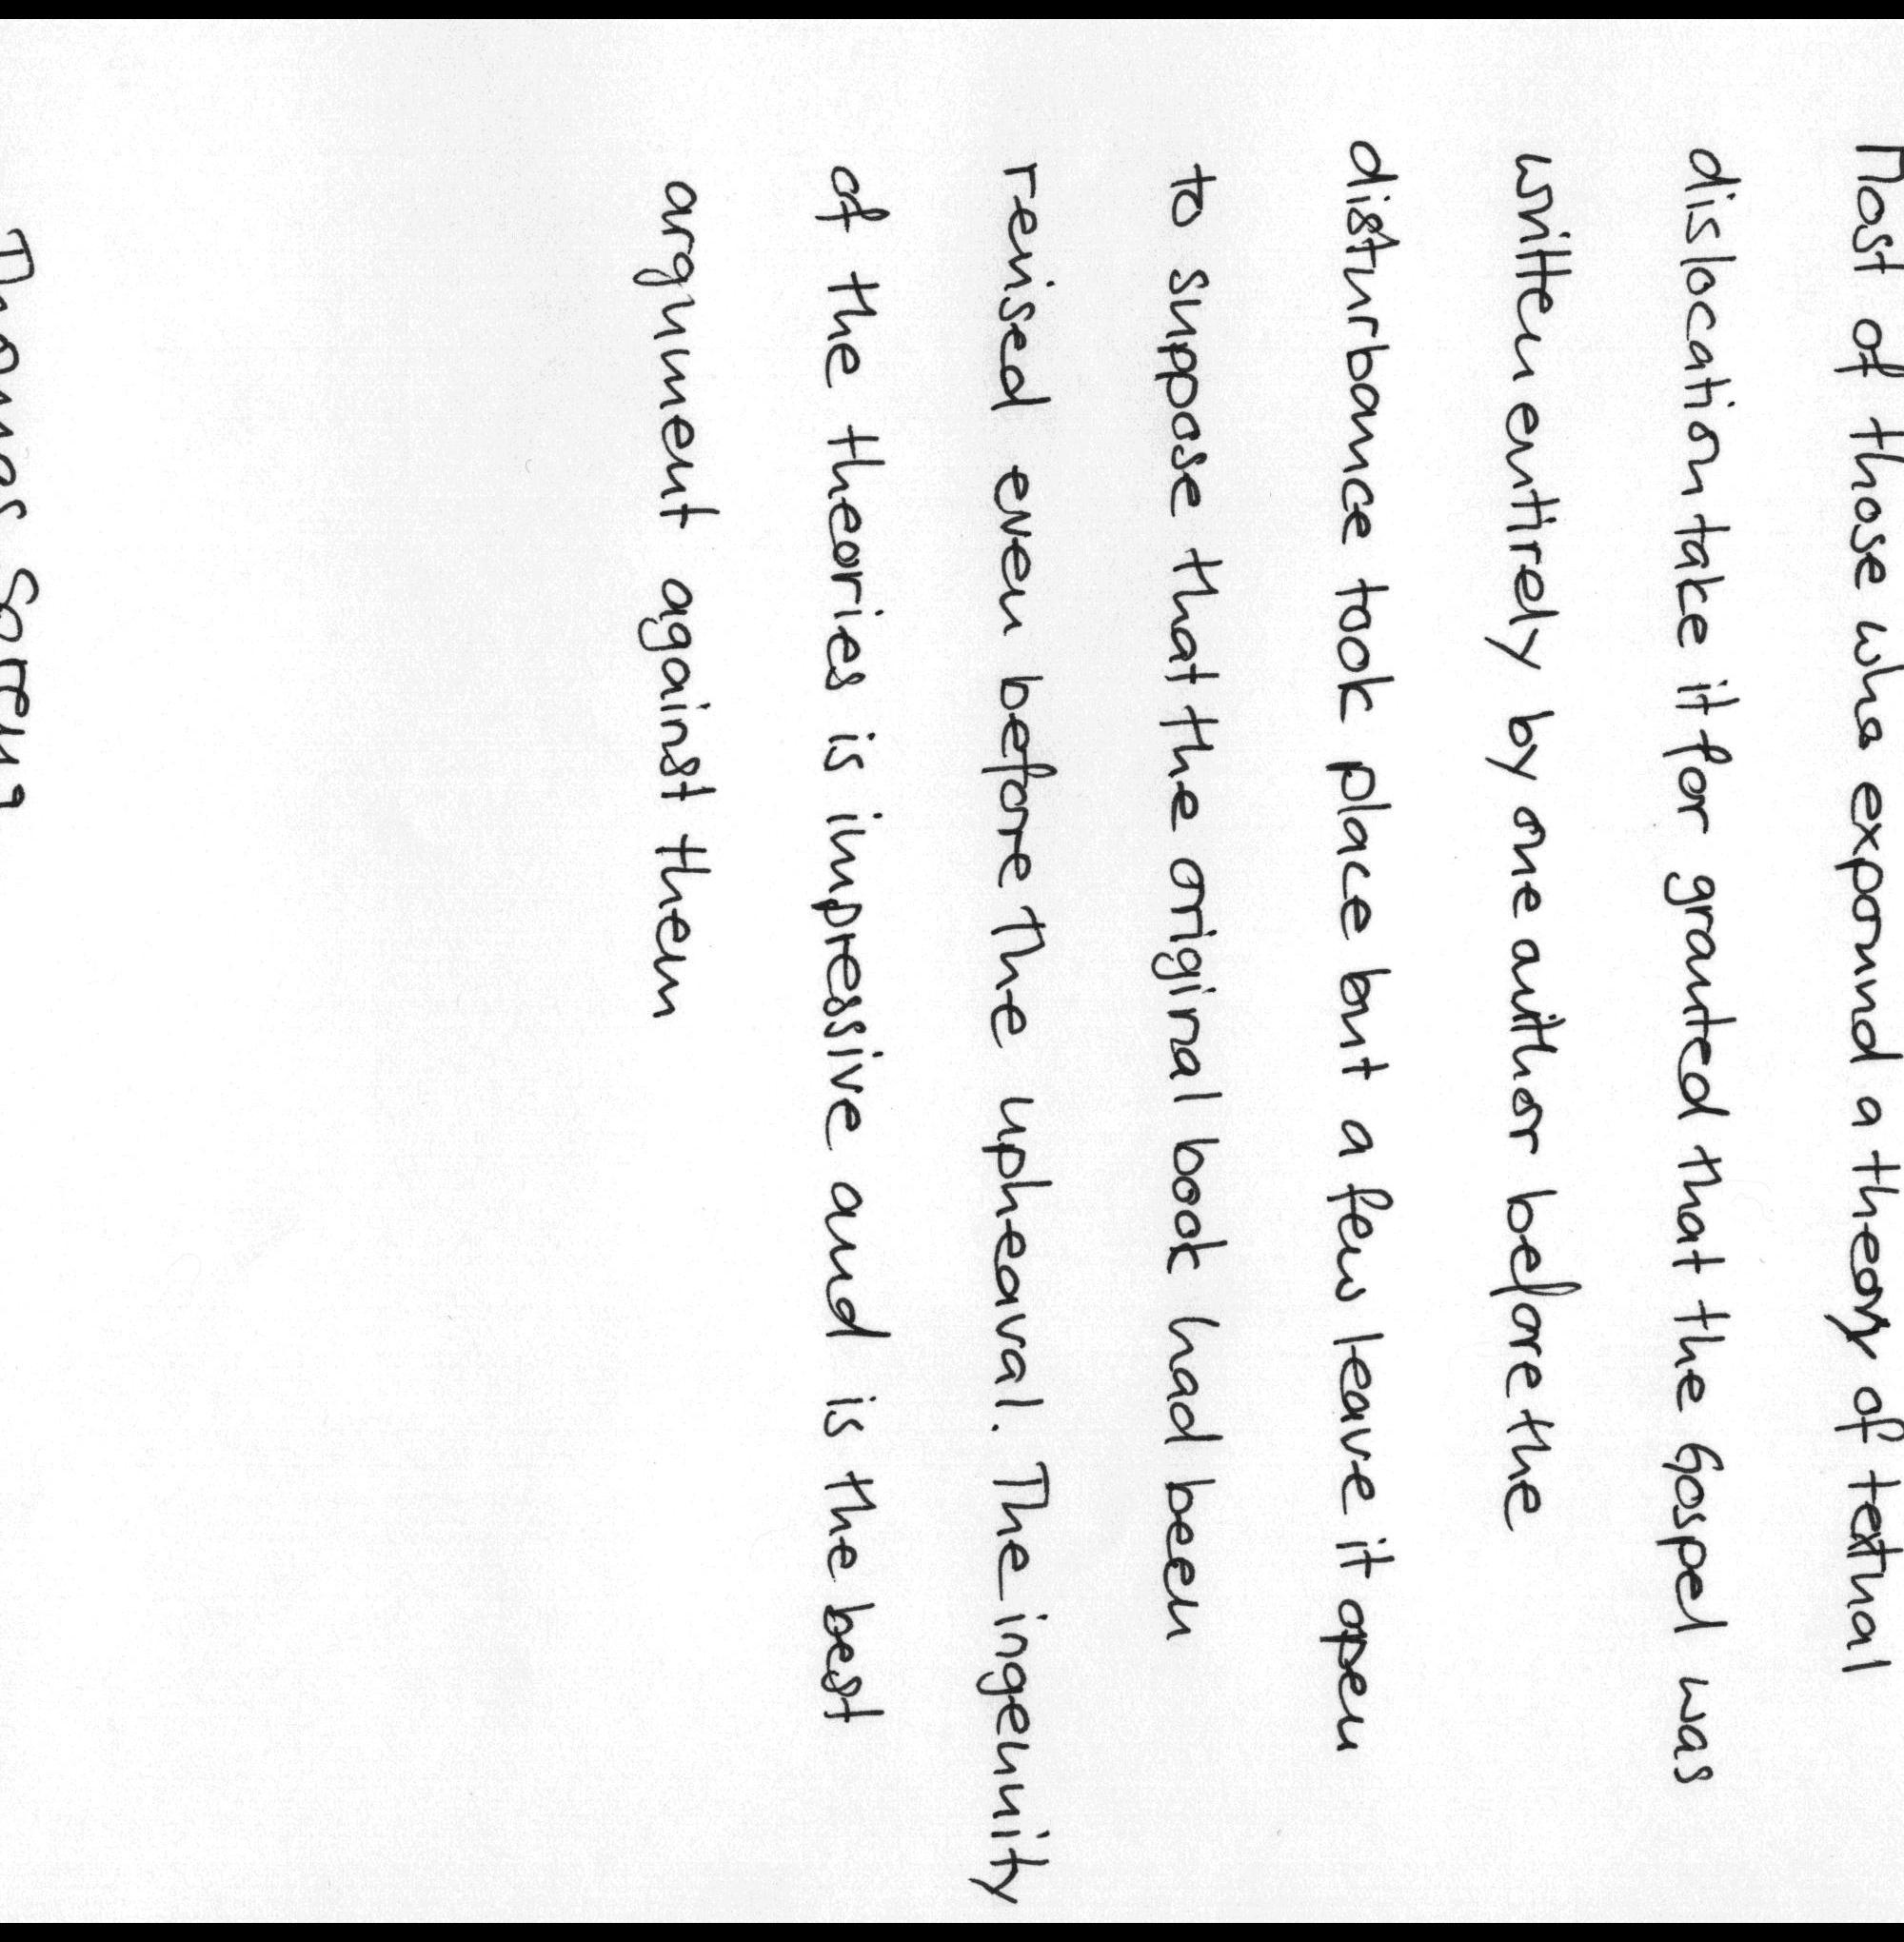 Most of those who expound a theory of textual
dislocation take it for granted that the Gospel was
written entirely by one author before the
disturbance took place but a few leave it open
to suppose that the original book had been
revised even before the upheaval. The ingenuity
of the theories is impressive and is the best
argument against them
Thomas